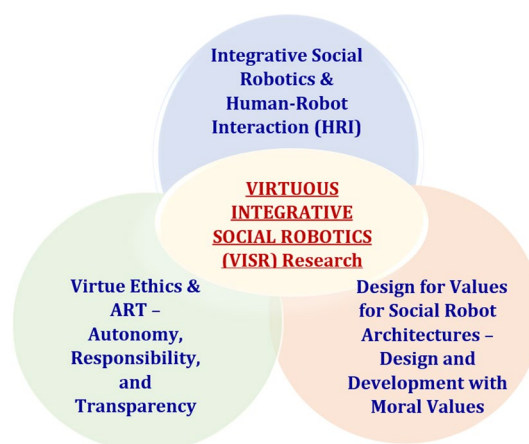 Integrative Social
Robotics &
Human-Robot
Interaction (HRI)
VIRTUOUS
INTEGRATIVE
SOCIAL ROBOTICS
(VISR) Research
Virtue Ethics &
ART –
Autonomy,
Responsibility,
and
Transparency
Design for Values
for Social Robot
Architectures –
Design and
Development with
Moral Values